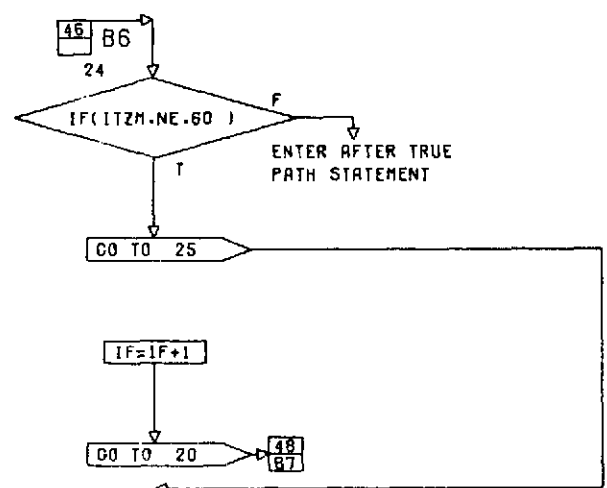 46 B6
24
IF(ITZM.NE.60 )
F
T
ENTER AFTER TRUE
PATH STATEMENT
GO TO 25
IF=IF+1
GO TO 20
48
B7